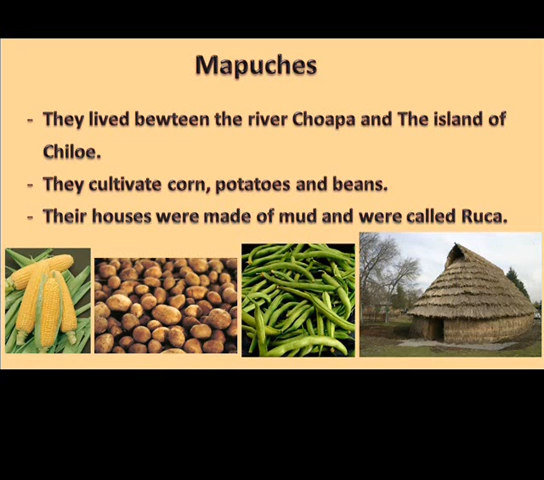 Mapuches
- They lived bewteen the river Choapa and The island of
Chiloe.
- They cultivate corn, potatoes and beans.
- Their houses were made of mud and were called Ruca.